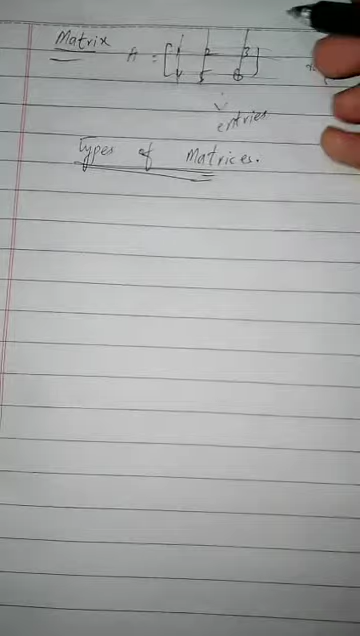 Matrix A = [1 2 3
4 5 6]
entries
Types of Matrices.